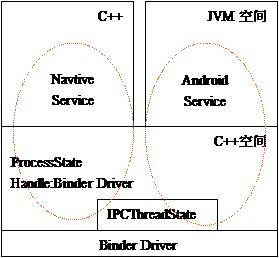 C++
JVM 空间
Navtive
Service
Android
Service
C++空间
ProcessState
Handle:Binder Driver
IPCThreadState
Binder Driver